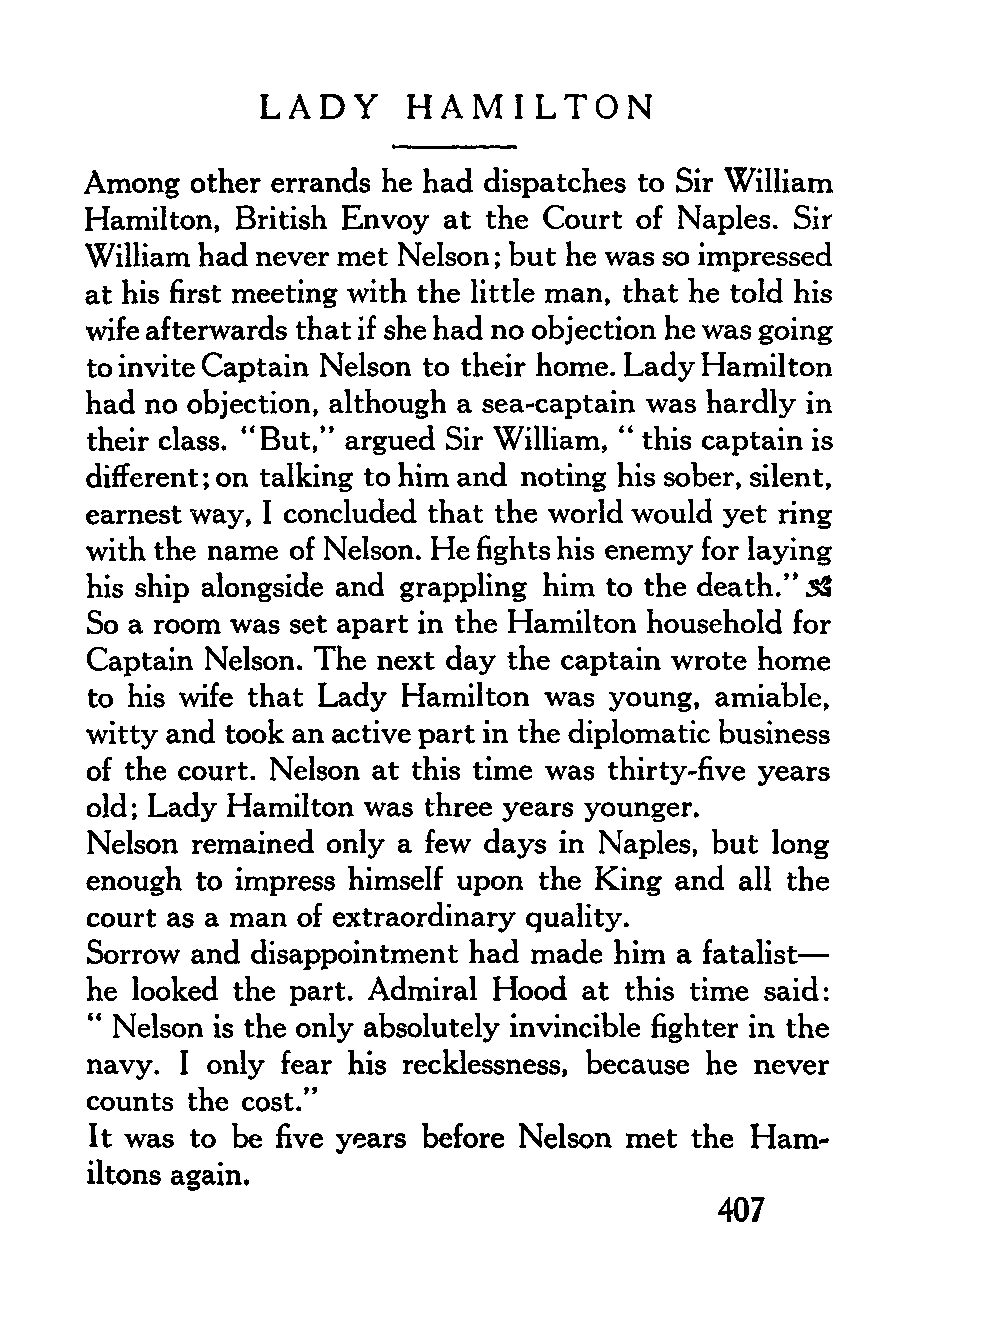 LADY HAMILTON
Among other errands he had dispatches to Sir William
Hamilton, British Envoy at the Court of Naples. Sir
William had never met Nelson; but he was so impressed
at his first meeting with the little man, that he told his
wife afterwards that if she had no objection he was going
to invite Captain Nelson to their home. Lady Hamilton
had no objection, although a sea-captain was hardly in
their class. “But,” argued Sir William, “ this captain is
different; on talking to him and noting his sober, silent,
earnest way, I concluded that the world would yet ring
with the name of Nelson. He fights his enemy for laying
his ship alongside and grappling him to the death.”
So a room was set apart in the Hamilton household for
Captain Nelson. The next day the captain wrote home
to his wife that Lady Hamilton was young, amiable,
witty and took an active part in the diplomatic business
of the court. Nelson at this time was thirty-five years
old; Lady Hamilton was three years younger.
Nelson remained only a few days in Naples, but long
enough to impress himself upon the King and all the
court as a man of extraordinary quality.
Sorrow and disappointment had made him a fatalist—
he looked the part. Admiral Hood at this time said:
“ Nelson is the only absolutely invincible fighter in the
navy. I only fear his recklessness, because he never
counts the cost.”
It was to be five years before Nelson met the Ham-
iltons again.
407